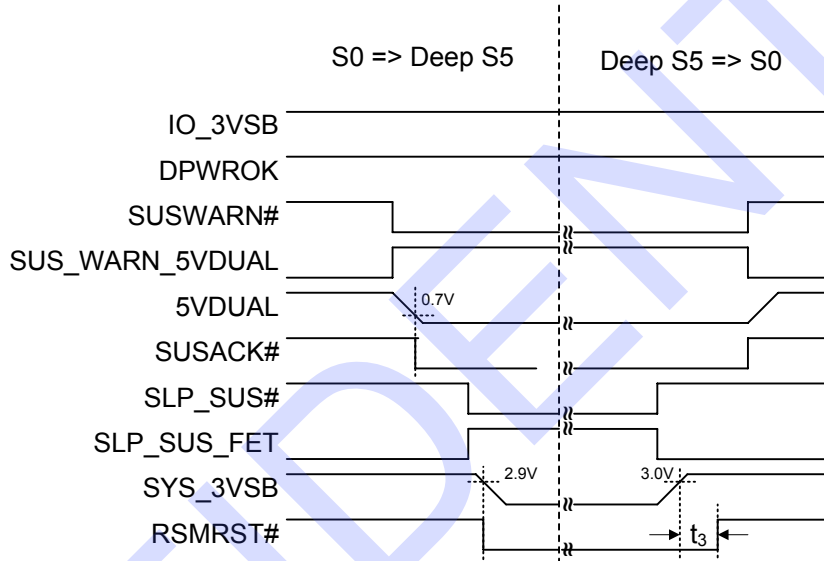 S0 => Deep S5
Deep S5 => S0
IO_3VSB
DPWROK
SUSWARN#
SUS_WARN_5VDUAL
5VDUAL
0.7V
SUSACK#
SLP_SUS#
SLP_SUS_FET
SYS_3VSB
2.9V
3.0V
RSMRST#
t3